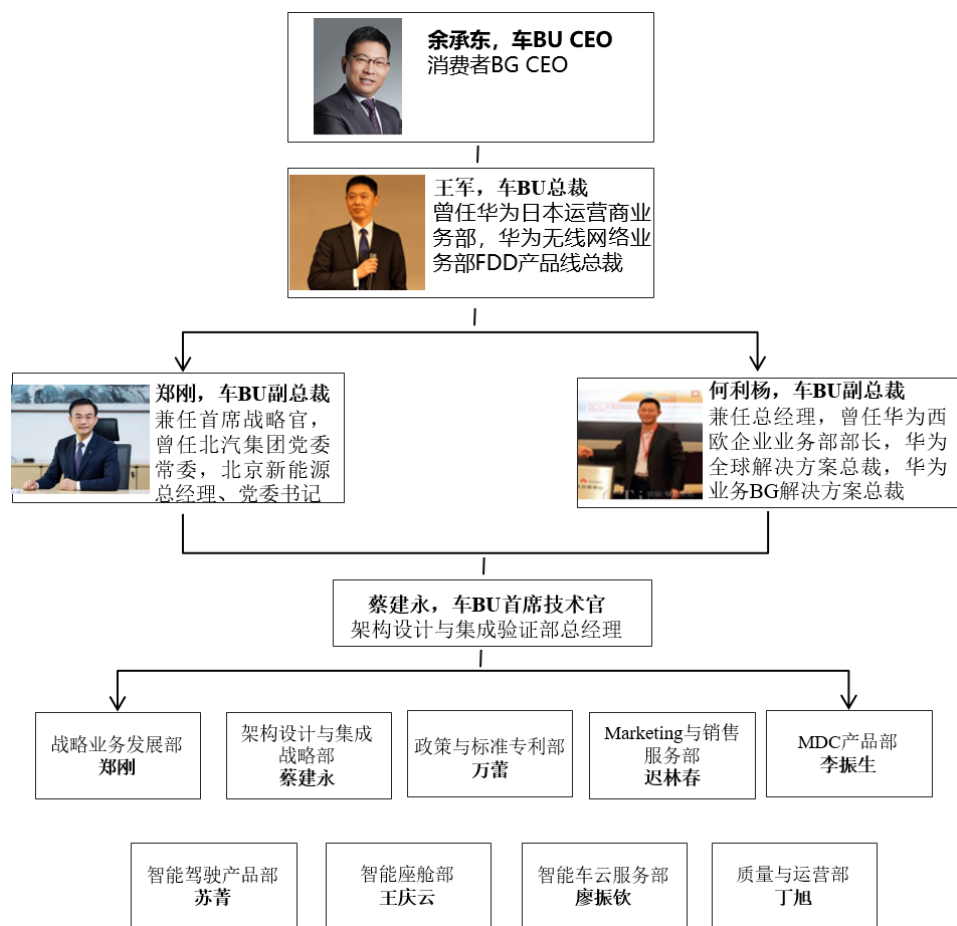 余承东，车BU CEO
消费者BG CEO
王军，车BU总裁
曾任华为日本运营商业
务部，华为无线网络业
务部FDD产品线总裁
郑刚，车BU副总裁
兼任首席战略官，
曾任北汽集团党委
常委，北京新能源
总经理、党委书记
何利杨，车BU副总裁
兼任总经理，曾任华为西
欧企业业务部部长，华为
全球解决方案总裁，华为
业务BG解决方案总裁
蔡建永，车BU首席技术官
架构设计与集成验证部总经理
战略业务发展部
郑刚
架构设计与集成
战略部
蔡建永
政策与标准专利部
万蕾
Marketing与销售
服务部
迟林春
MDC产品部
李振生
智能驾驶产品部
苏菁
智能座舱部
王庆云
智能车云服务部
廖振钦
质量与运营部
丁旭